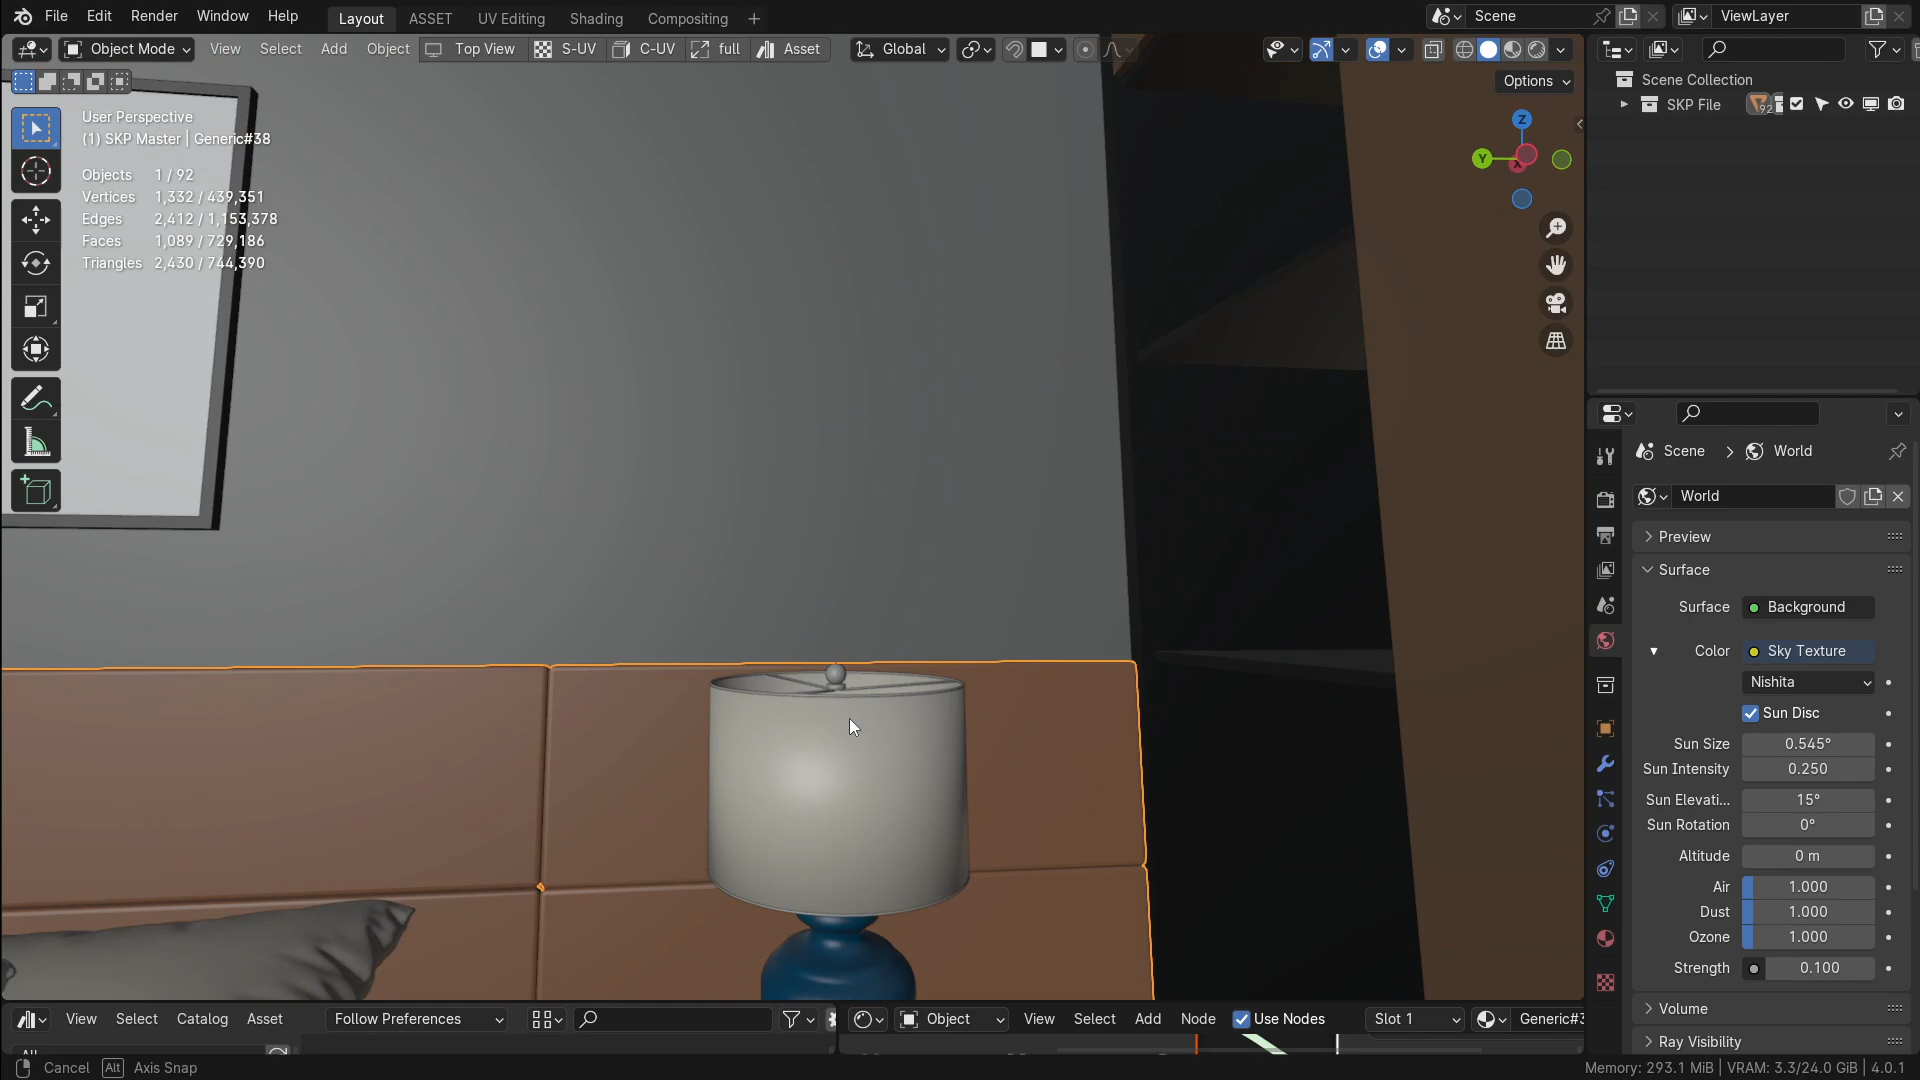 File Edit Render Window Help Layout ASSET UV Editing Shading Compositing + Scene ViewLayer
Object Mode View Select Add Object Top View S-UV C-UV full Asset Global
Options
User Perspective
(1) SKP Master | Generic#38
Objects 1 / 92
Vertices 1,332 / 439,351
Edges 2,412 / 1,153,378
Faces 1,089 / 729,186
Triangles 2,430 / 744,390
Z
Y
Scene Collection
SKP File 92
Scene > World
World
Preview
Surface
Surface Background
Color Sky Texture
Nishita
Sun Disc
Sun Size 0.545°
Sun Intensity 0.250
Sun Elevati... 15°
Sun Rotation 0°
Altitude 0 m
Air 1.000
Dust 1.000
Ozone 1.000
Strength 0.100
Volume
Ray Visibility
View Select Catalog Asset Follow Preferences
Object View Select Add Node Use Nodes Slot 1 Generic#3
Cancel Alt Axis Snap
Memory: 293.1 MiB | VRAM: 3.3/24.0 GiB | 4.0.1